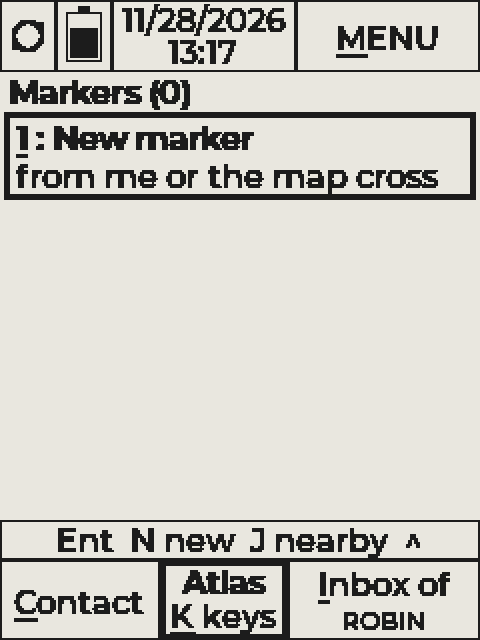 11/28/2026
13:17
MENU
Markers (0)
1 : New marker
from me or the map cross
Ent N new J nearby ^
Contact
Atlas
K keys
Inbox of
ROBIN